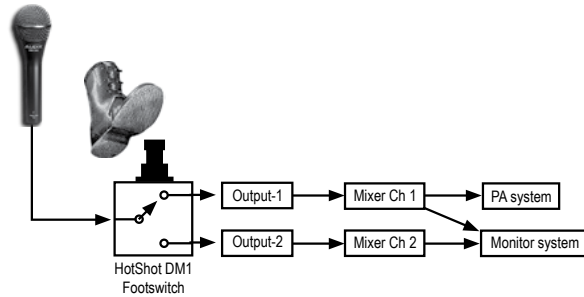 Output-1
Mixer Ch 1
PA system
Output-2
Mixer Ch 2
Monitor system
HotShot DM1
Footswitch